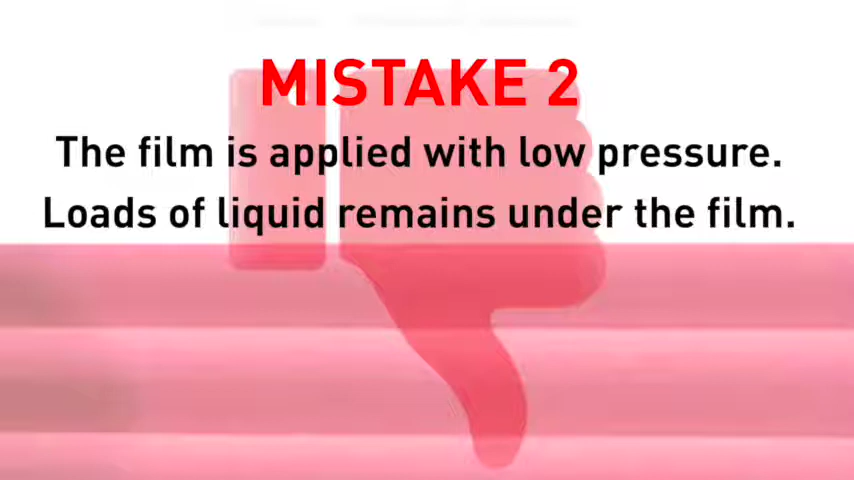 MISTAKE 2
The film is applied with low pressure.
Loads of liquid remains under the film.